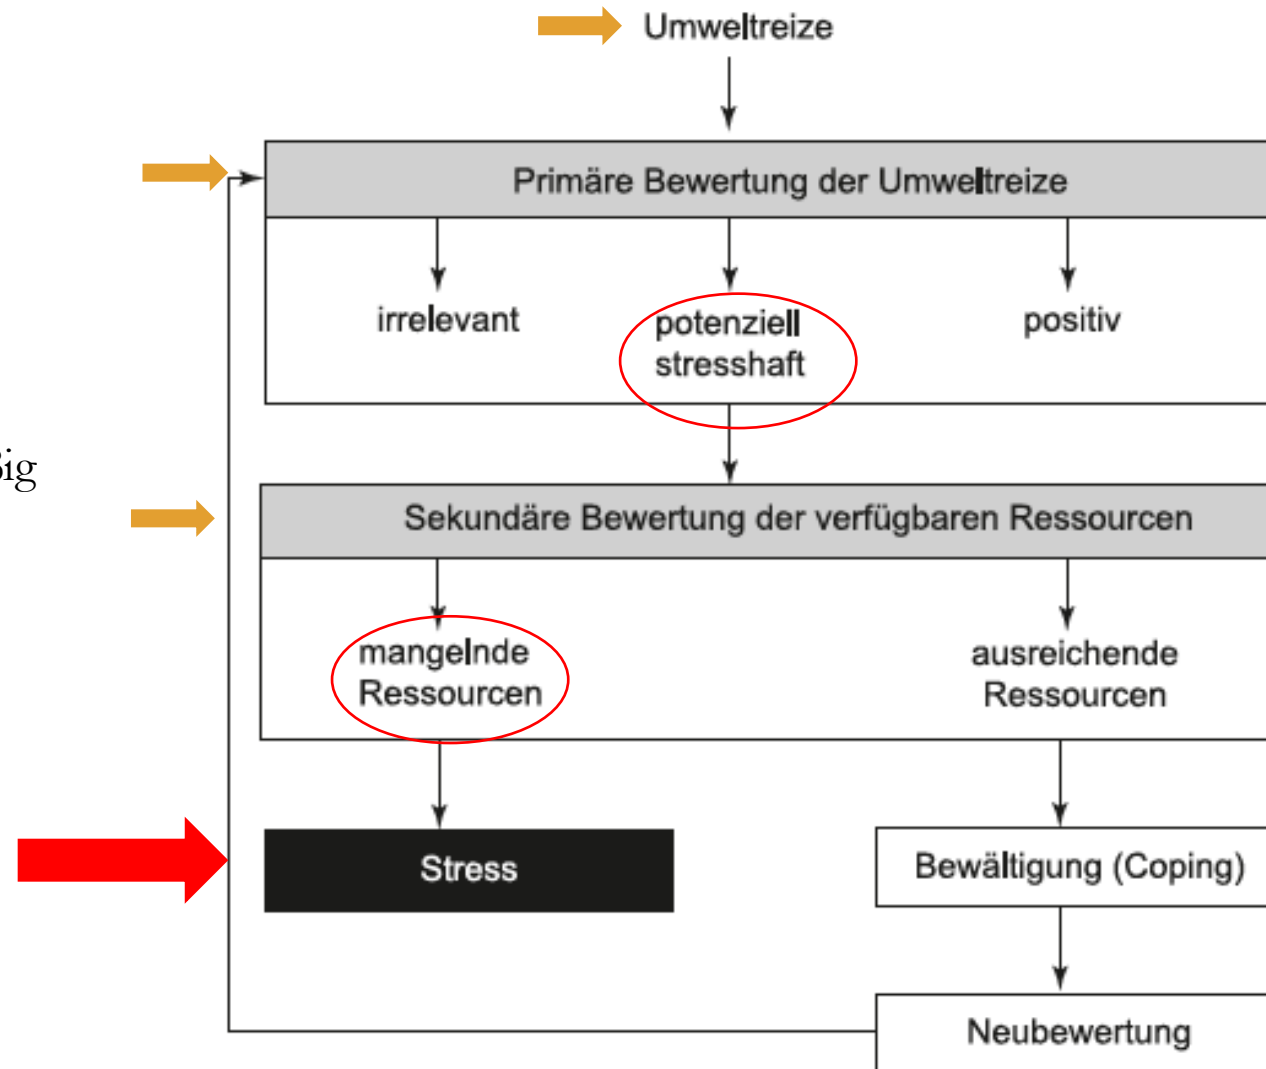 Umweltreize
Primäre Bewertung der Umweltreize
irrelevant
potenziell
stresshaft
positiv
ßig
Sekundäre Bewertung der verfügbaren Ressourcen
mangelnde
Ressourcen
ausreichende
Ressourcen
Stress
Bewältigung (Coping)
Neubewertung